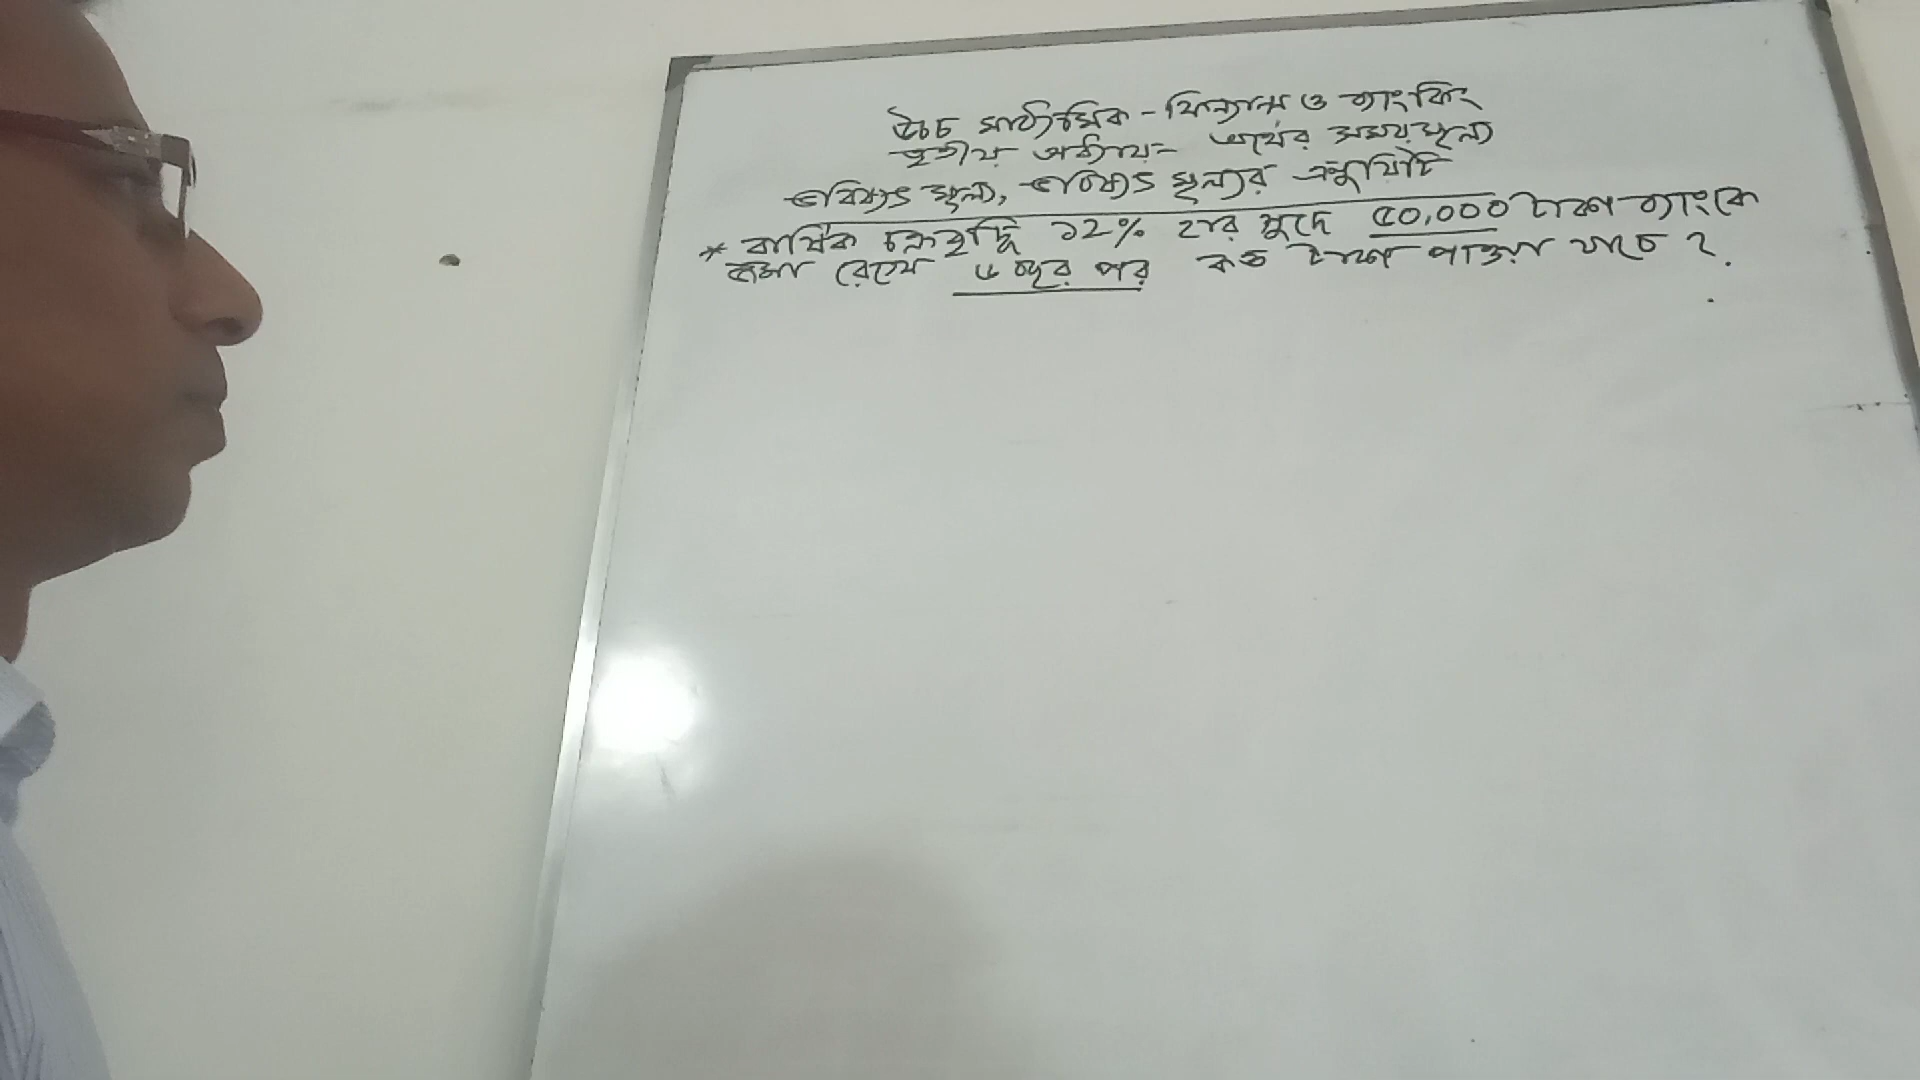 উচ্চ মাধ্যমিক - ফিন্যান্স ও ব্যাংকিং
তৃতীয় অধ্যায়:- অর্থের সময়মূল্য
ভবিষ্যৎ মূল্য, ভবিষ্যৎ মূল্যের এন্যুয়িটি
* বার্ষিক চক্রবৃদ্ধি ১২% হার সুদে ৫০,০০০ টাকা ব্যাংকে
জমা রেখে ৬ বছর পর কত টাকা পাওয়া যাবে ?